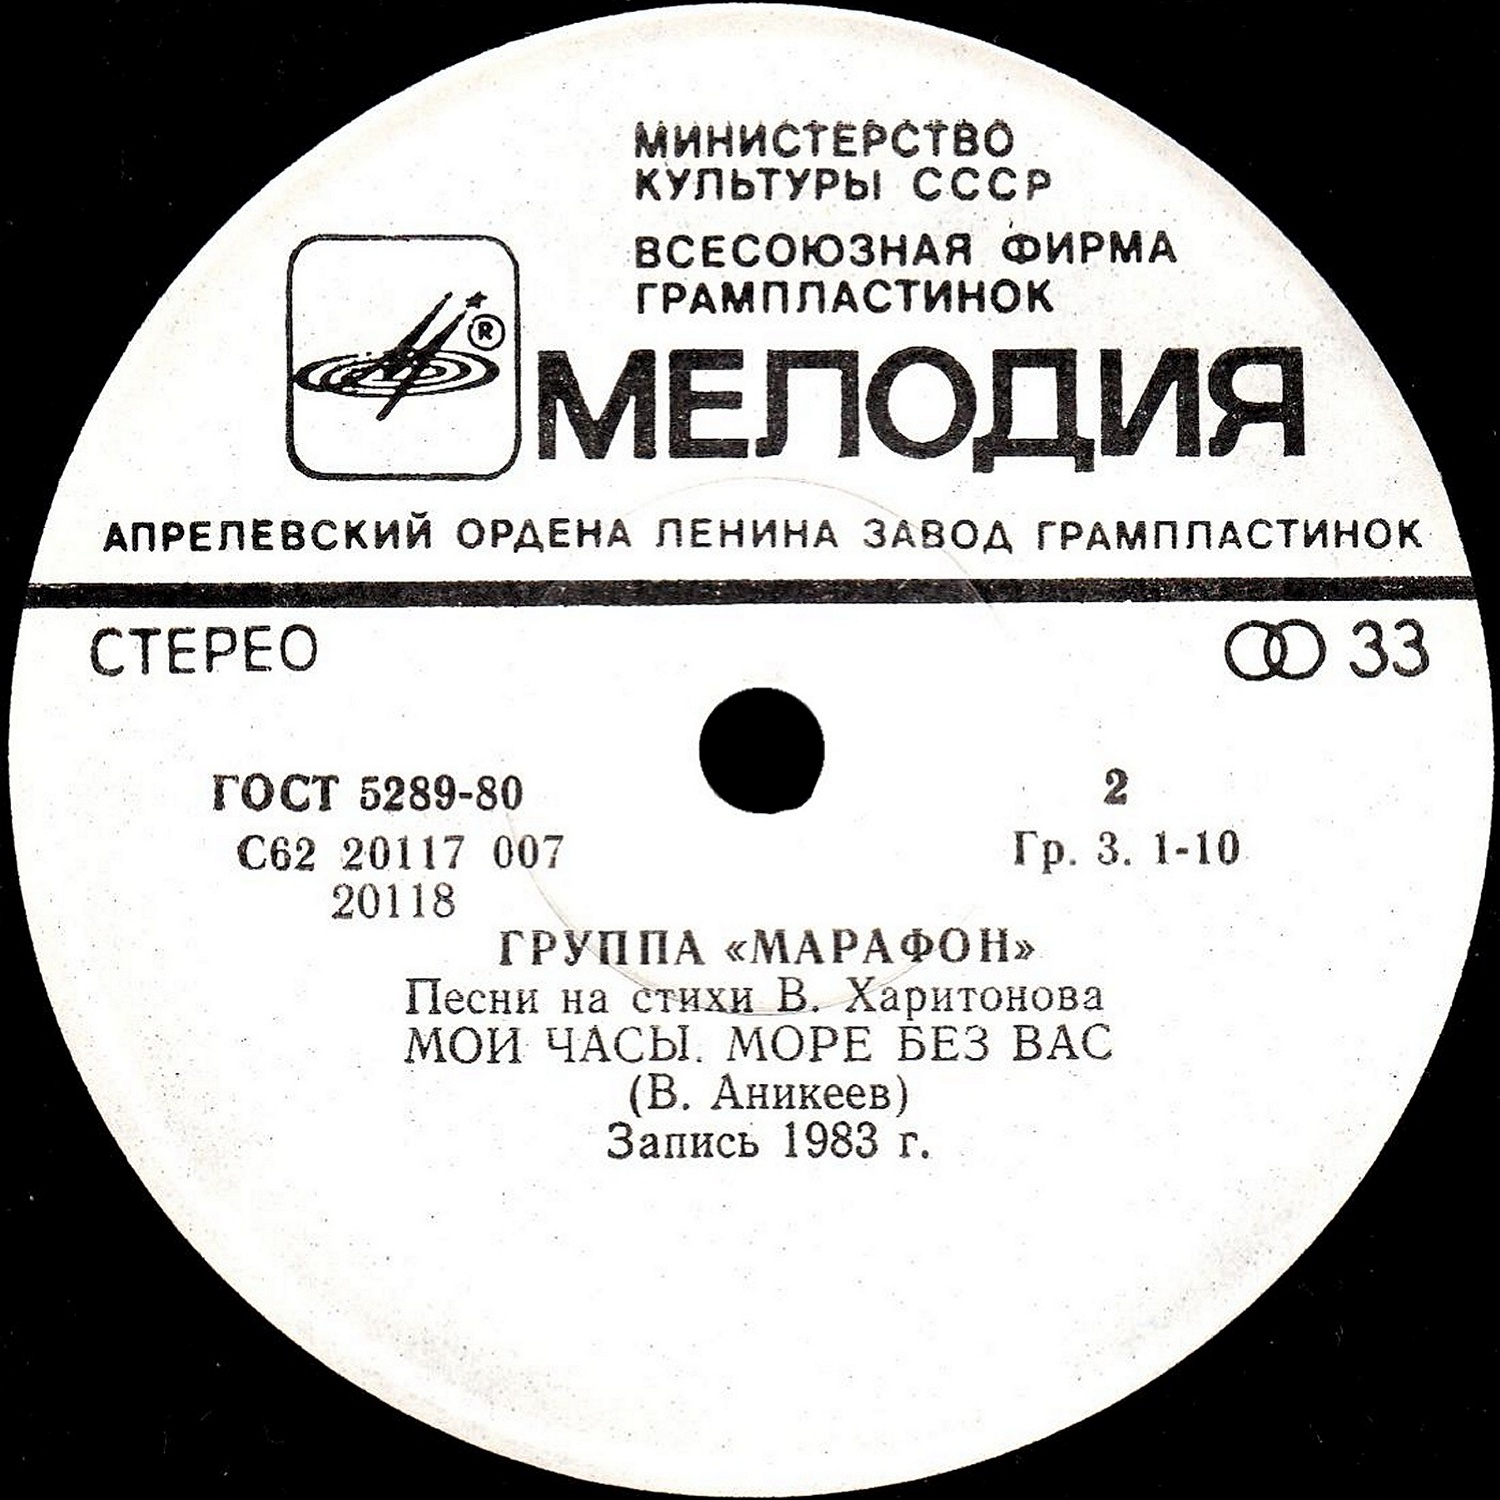 МИНИСТЕРСТВО
КУЛЬТУРЫ СССР
ВСЕСОЮЗНАЯ ФИРМА
ГРАМПЛАСТИНОК
®
МЕЛОДИЯ
АПРЕЛЕВСКИЙ ОРДЕНА ЛЕНИНА ЗАВОД ГРАМПЛАСТИНОК
СТЕРЕО 33
ГОСТ 5289-80 2
С62 20117 007 Гр. 3. 1-10
20118
ГРУППА «МАРАФОН»
Песни на стихи В. Харитонова
МОИ ЧАСЫ. МОРЕ БЕЗ ВАС
(В. Аникеев)
Запись 1983 г.